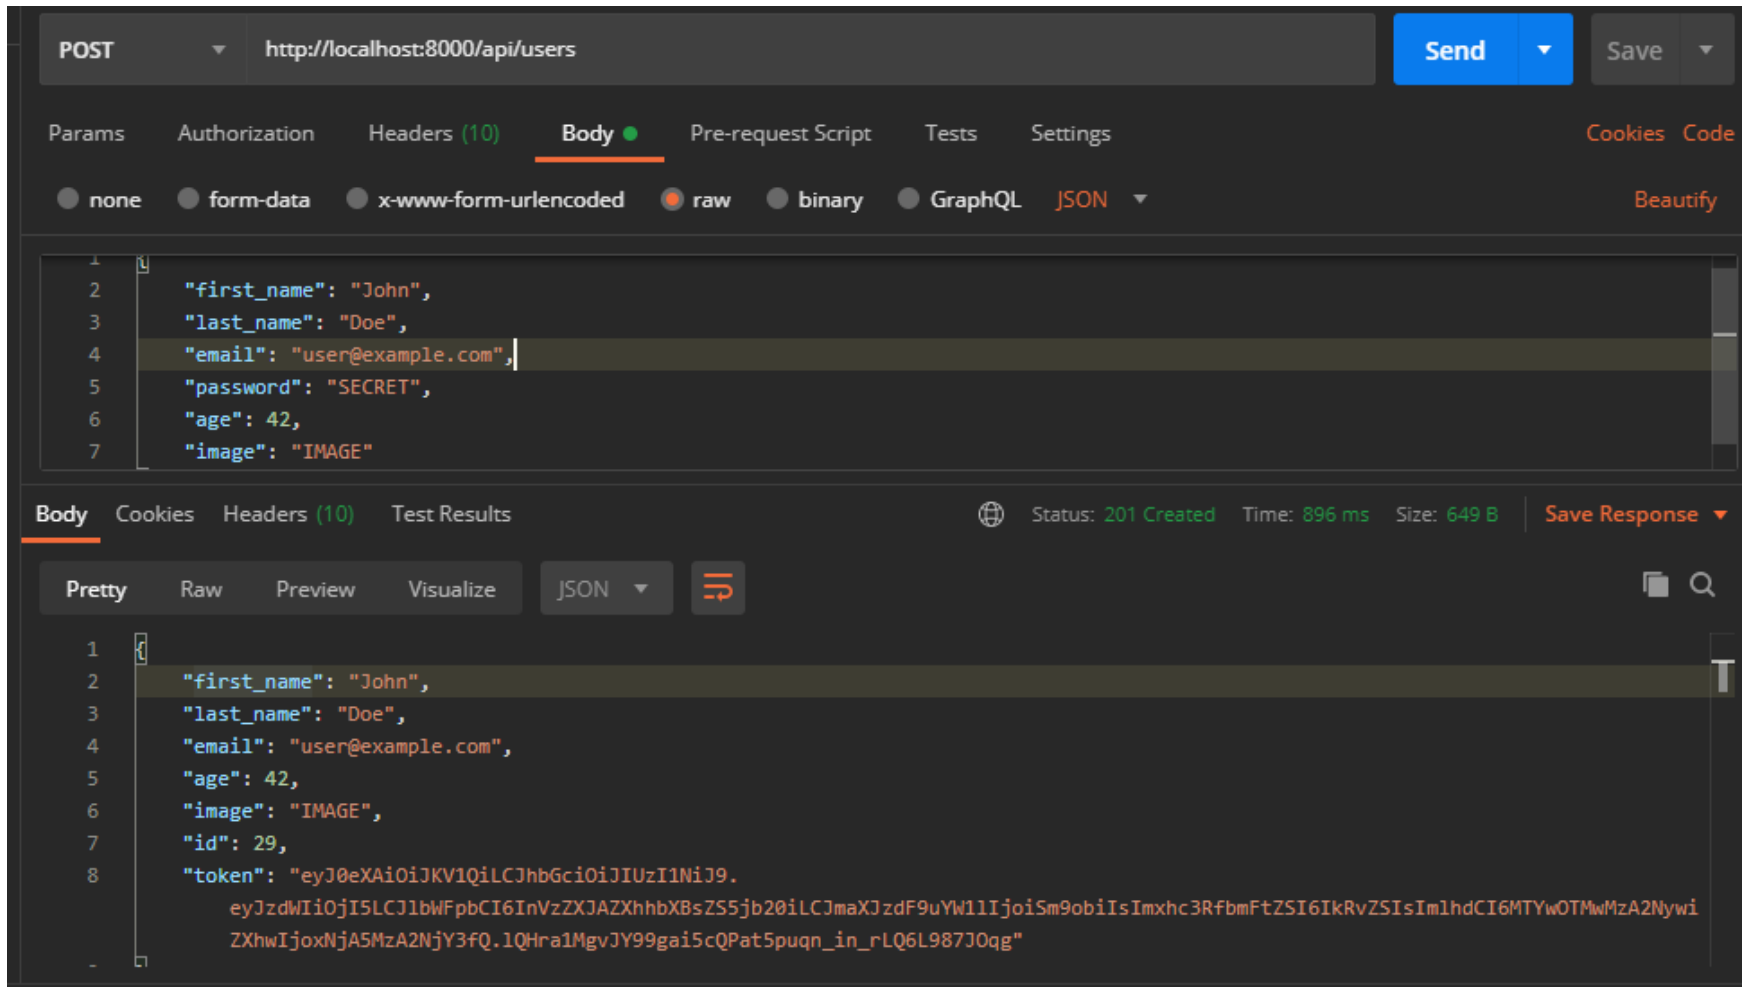 POST http://localhost:8000/api/users Send Save
Params Authorization Headers (10) Body Pre-request Script Tests Settings Cookies Code
none form-data x-www-form-urlencoded raw binary GraphQL JSON Beautify
1 {
2 "first_name": "John",
3 "last_name": "Doe",
4 "email": "user@example.com",
5 "password": "SECRET",
6 "age": 42,
7 "image": "IMAGE"
Body Cookies Headers (10) Test Results Status: 201 Created Time: 896 ms Size: 649 B Save Response
Pretty Raw Preview Visualize JSON
1 {
2 "first_name": "John",
3 "last_name": "Doe",
4 "email": "user@example.com",
5 "age": 42,
6 "image": "IMAGE",
7 "id": 29,
8 "token": "eyJ0eXAiOiJKV1QiLCJhbGciOiJIUzI1NiJ9.
eyJzdWIiOjI5LCJlbWFpbCI6InVzZXJAZXhhbXBsZS5jb20iLCJmaXJzdF9uYW1lIjoiSm9obiIsImxhc3RfbmFtZSI6IkRvZSIsImlhdCI6MTYwOTMwMzA2Nywi
ZXhwIjoxNjA5MzA2NjY3fQ.lQHra1MgvJY99gai5cQPat5puqn_in_rLQ6L987JOqg"
}